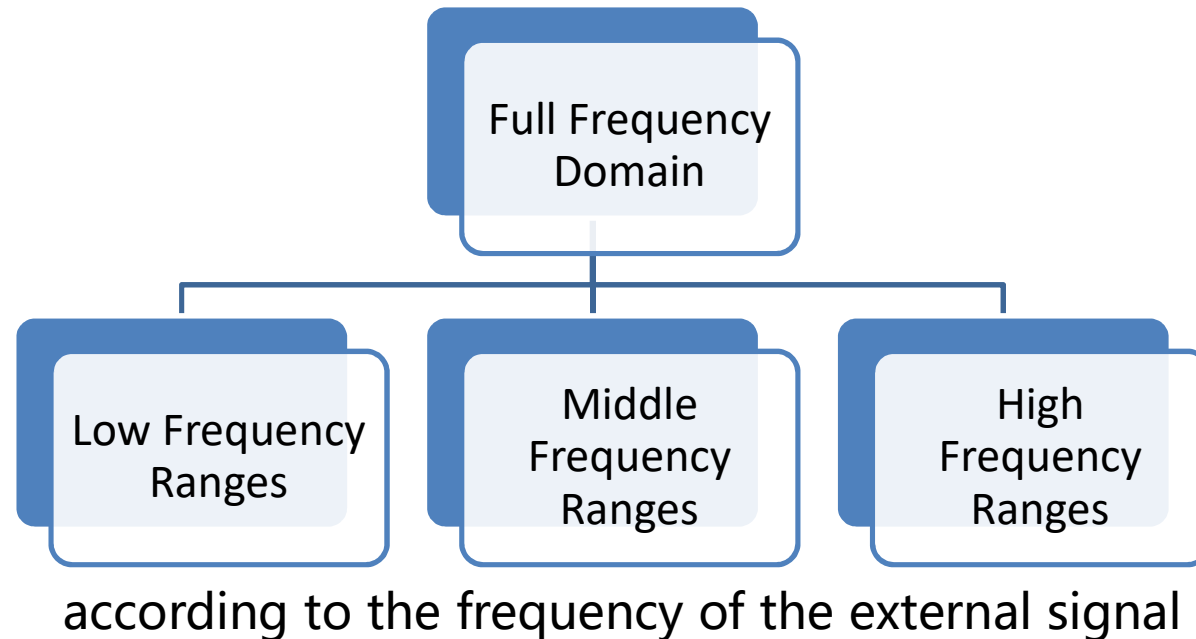 Full Frequency
Domain
Low Frequency
Ranges
Middle
Frequency
Ranges
High
Frequency
Ranges
according to the frequency of the external signal